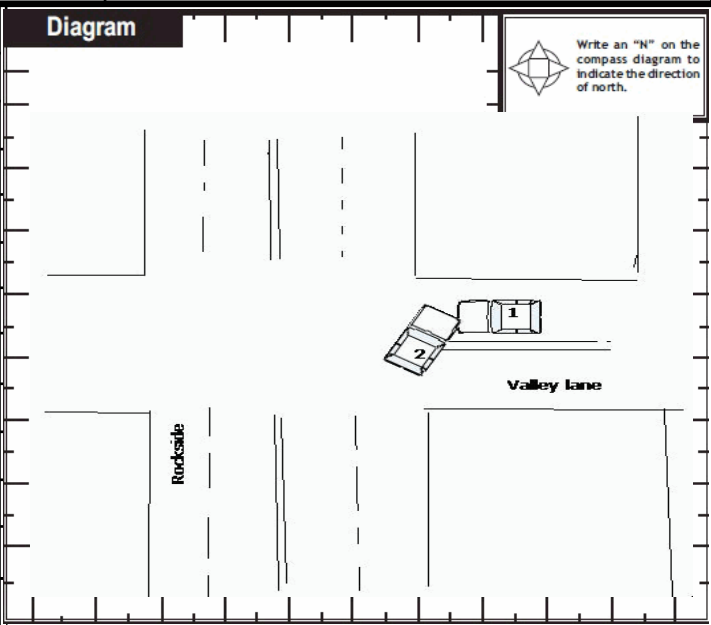 Diagram
Write an “N” on the
compass diagram to
indicate the direction
of north.
1
2
Valley lane
Rockside